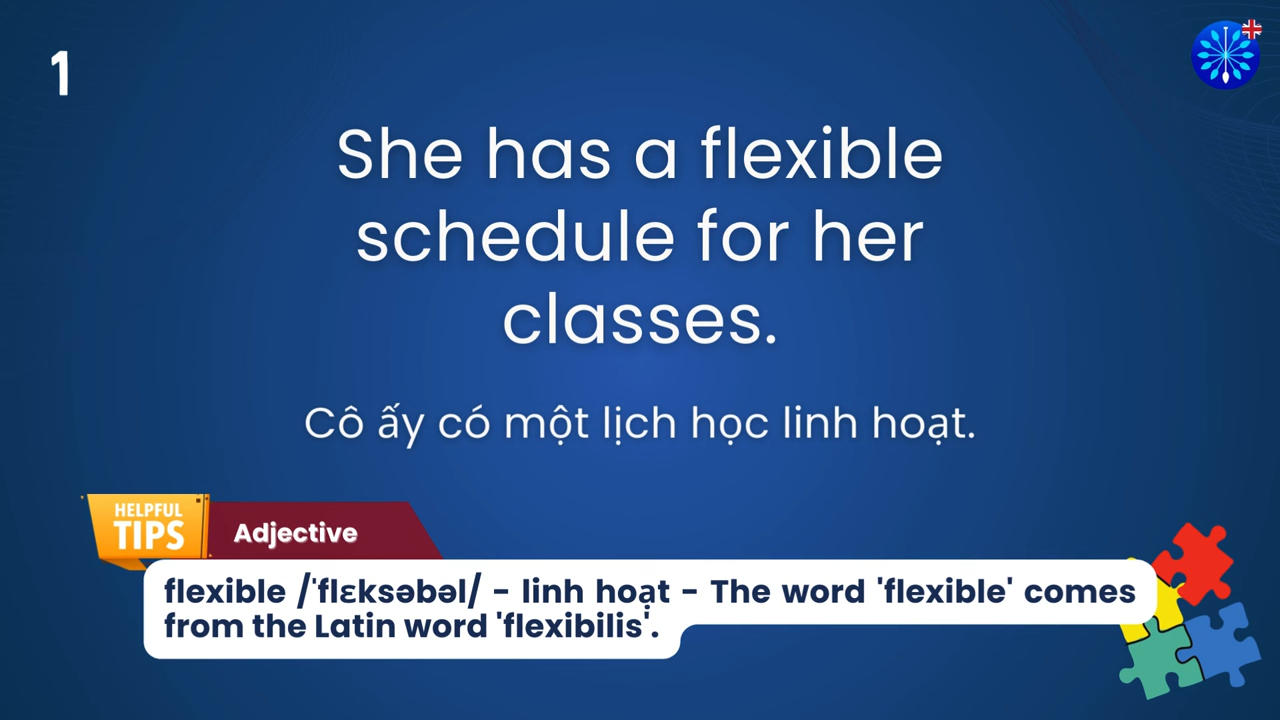 1
She has a flexible
schedule for her
classes.
Cô ấy có một lịch học linh hoạt.
HELPFUL
TIPS
Adjective
flexible /ˈflɛksəbəl/ - linh hoạt - The word 'flexible' comes
from the Latin word 'flexibilis'.